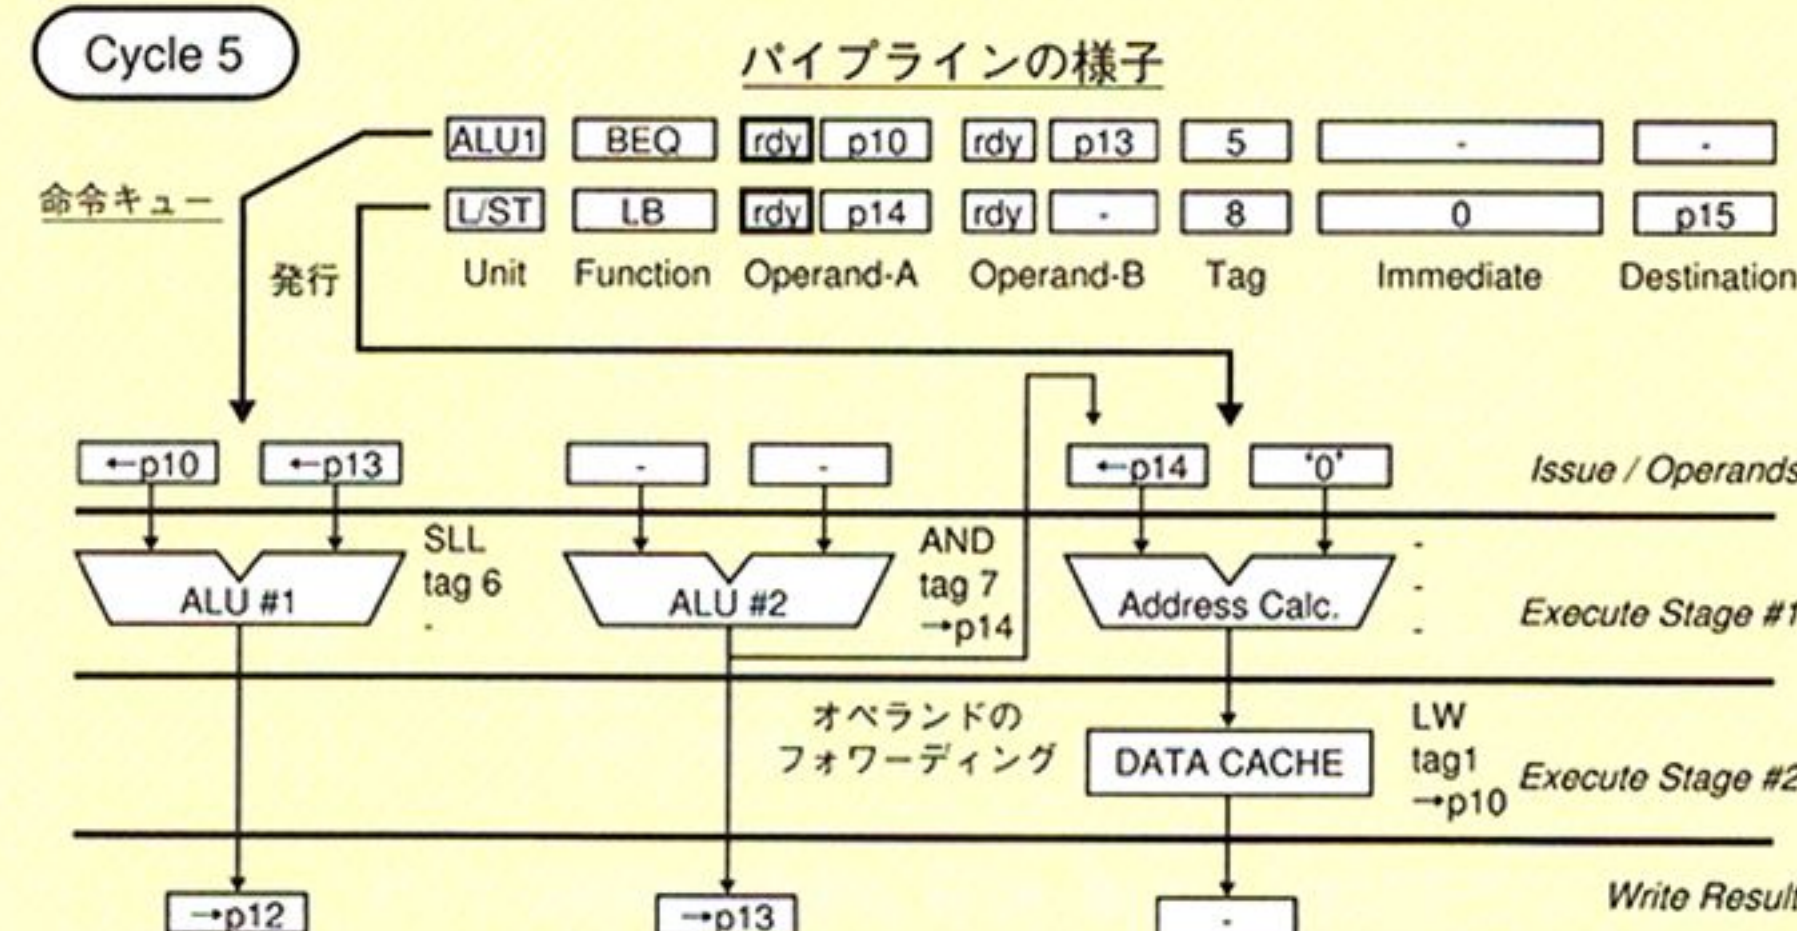 Cycle 5
パイプラインの様子
ALU1 BEQ rdy p10 rdy p13 5 - -
命令キュー
L/ST LB rdy p14 rdy - 8 0 p15
発行
Unit Function Operand-A Operand-B Tag Immediate Destination
←p10 ←p13 - - ←p14 '0' Issue / Operands
SLL AND -
tag 6 tag 7 -
ALU #1 ALU #2 Address Calc. Execute Stage #1
- →p14 -
オペランドの LW
フォワーディング DATA CACHE tag1 Execute Stage #2
→p10
Write Result
→p12 →p13 -